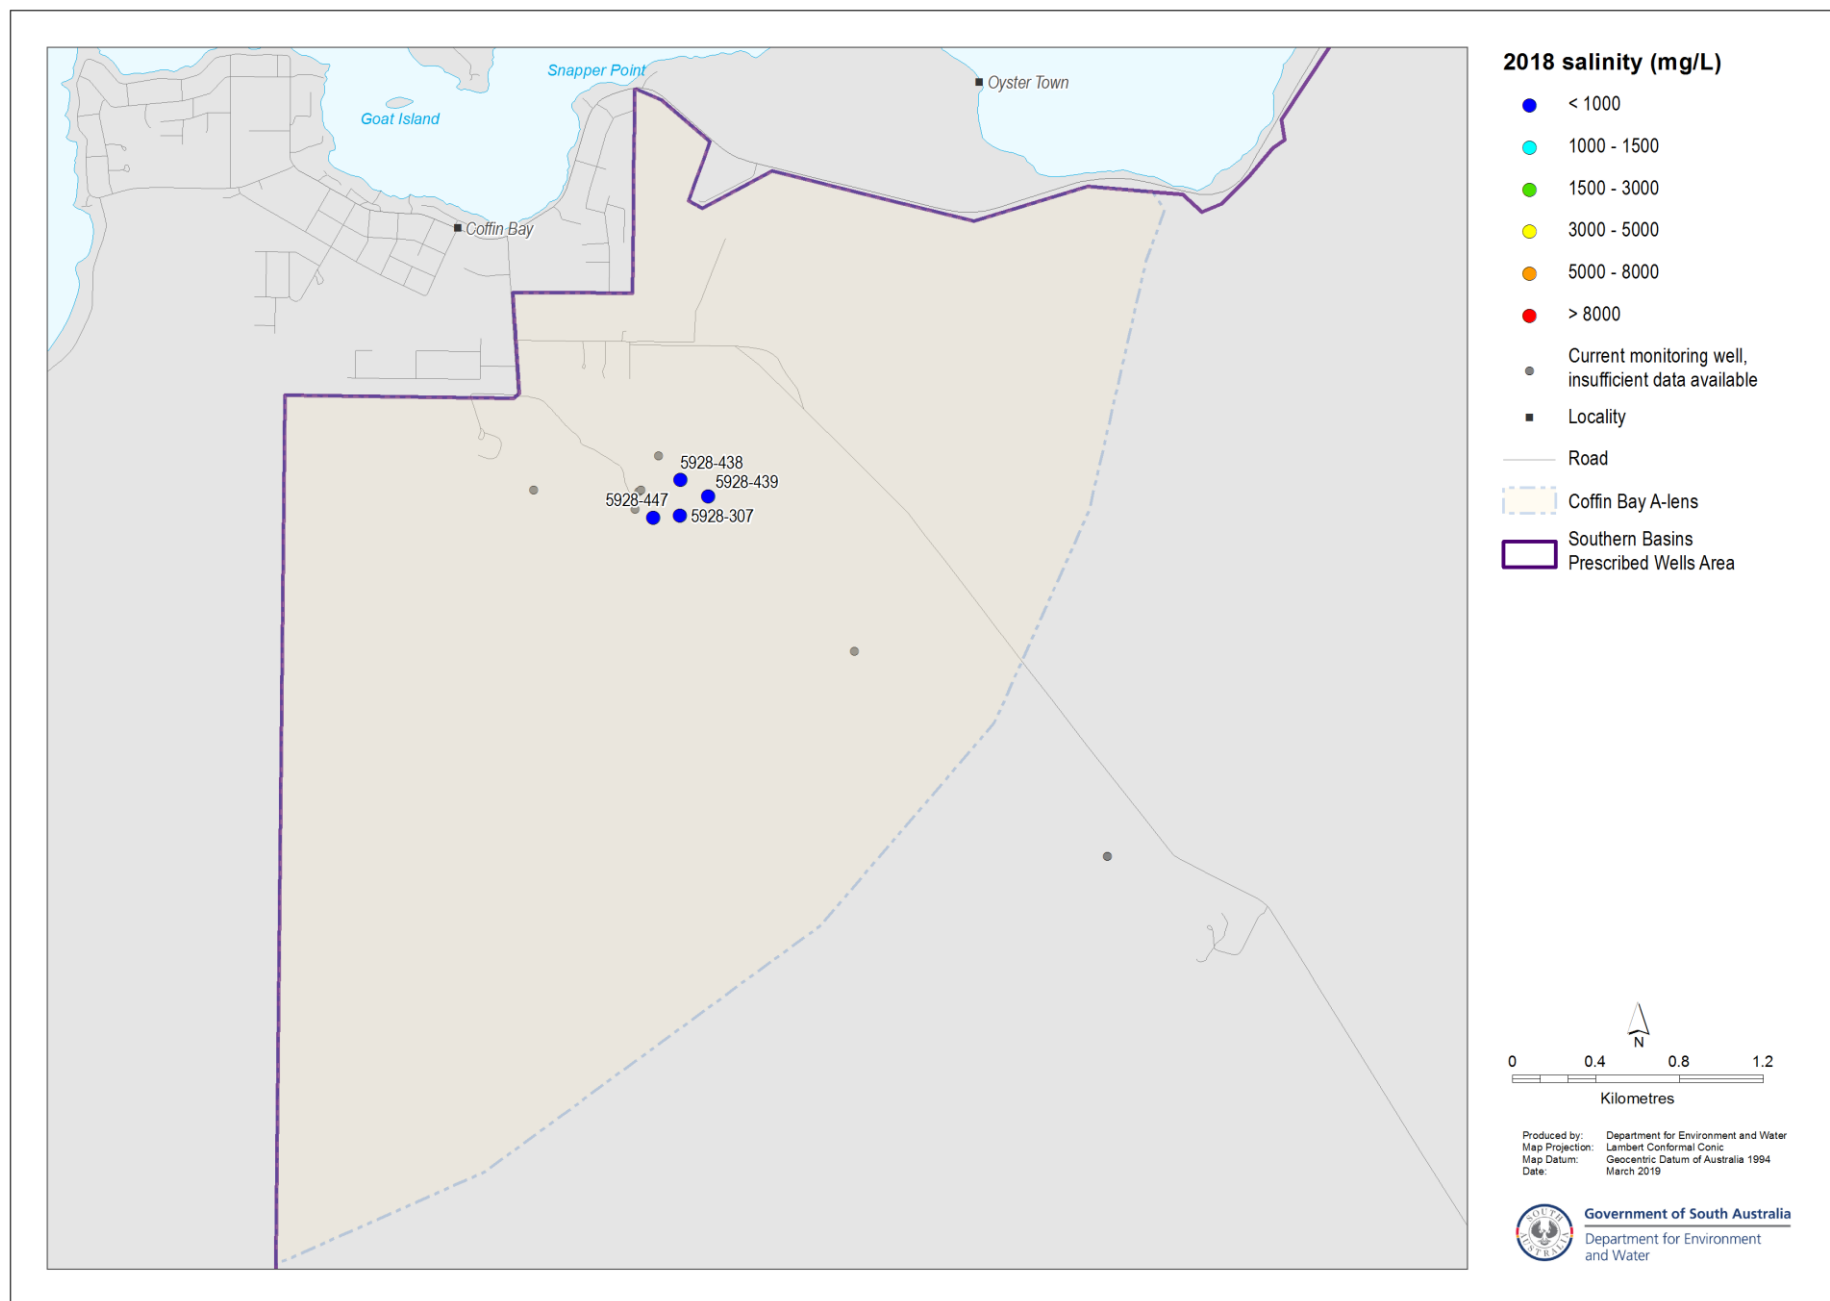 Snapper Point
Oyster Town
Goat Island
Coffin Bay
5928-438
5928-439
5928-447
5928-307
2018 salinity (mg/L)
< 1000
1000 - 1500
1500 - 3000
3000 - 5000
5000 - 8000
> 8000
Current monitoring well,
insufficient data available
Locality
Road
Coffin Bay A-lens
Southern Basins
Prescribed Wells Area
N
0 0.4 0.8 1.2
Kilometres
Produced by: Department for Environment and Water
Map Projection: Lambert Conformal Conic
Map Datum: Geocentric Datum of Australia 1994
Date: March 2019
SOUTH
AUSTRALIA
Government of South Australia
Department for Environment
and Water